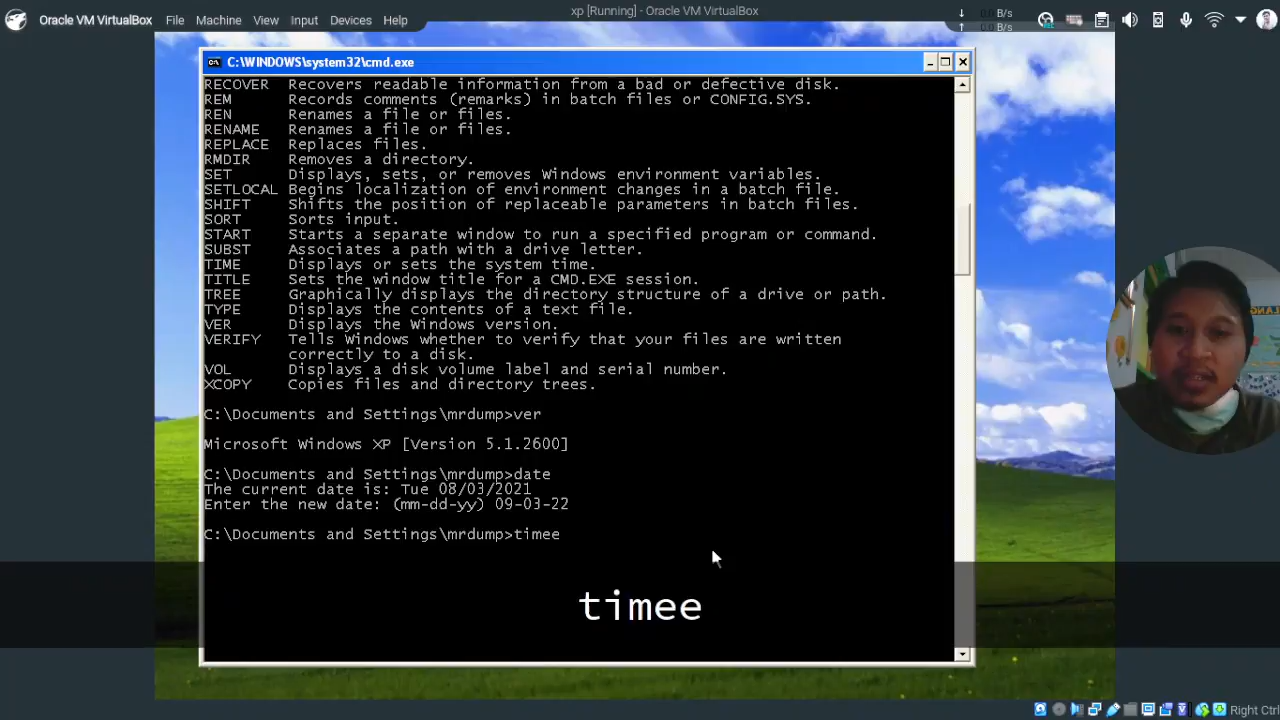 xp [Running] - Oracle VM VirtualBox
Oracle VM VirtualBox File Machine View Input Devices Help
C:\WINDOWS\system32\cmd.exe
RECOVER Recovers readable information from a bad or defective disk.
REM Records comments (remarks) in batch files or CONFIG.SYS.
REN Renames a file or files.
RENAME Renames a file or files.
REPLACE Replaces files.
RMDIR Removes a directory.
SET Displays, sets, or removes Windows environment variables.
SETLOCAL Begins localization of environment changes in a batch file.
SHIFT Shifts the position of replaceable parameters in batch files.
SORT Sorts input.
START Starts a separate window to run a specified program or command.
SUBST Associates a path with a drive letter.
TIME Displays or sets the system time.
TITLE Sets the window title for a CMD.EXE session.
TREE Graphically displays the directory structure of a drive or path.
TYPE Displays the contents of a text file.
VER Displays the Windows version.
VERIFY Tells Windows whether to verify that your files are written
correctly to a disk.
VOL Displays a disk volume label and serial number.
XCOPY Copies files and directory trees.
C:\Documents and Settings\mrdump>ver
Microsoft Windows XP [Version 5.1.2600]
C:\Documents and Settings\mrdump>date
The current date is: Tue 08/03/2021
Enter the new date: (mm-dd-yy) 09-03-22
C:\Documents and Settings\mrdump>timee
timee
Right Ctrl